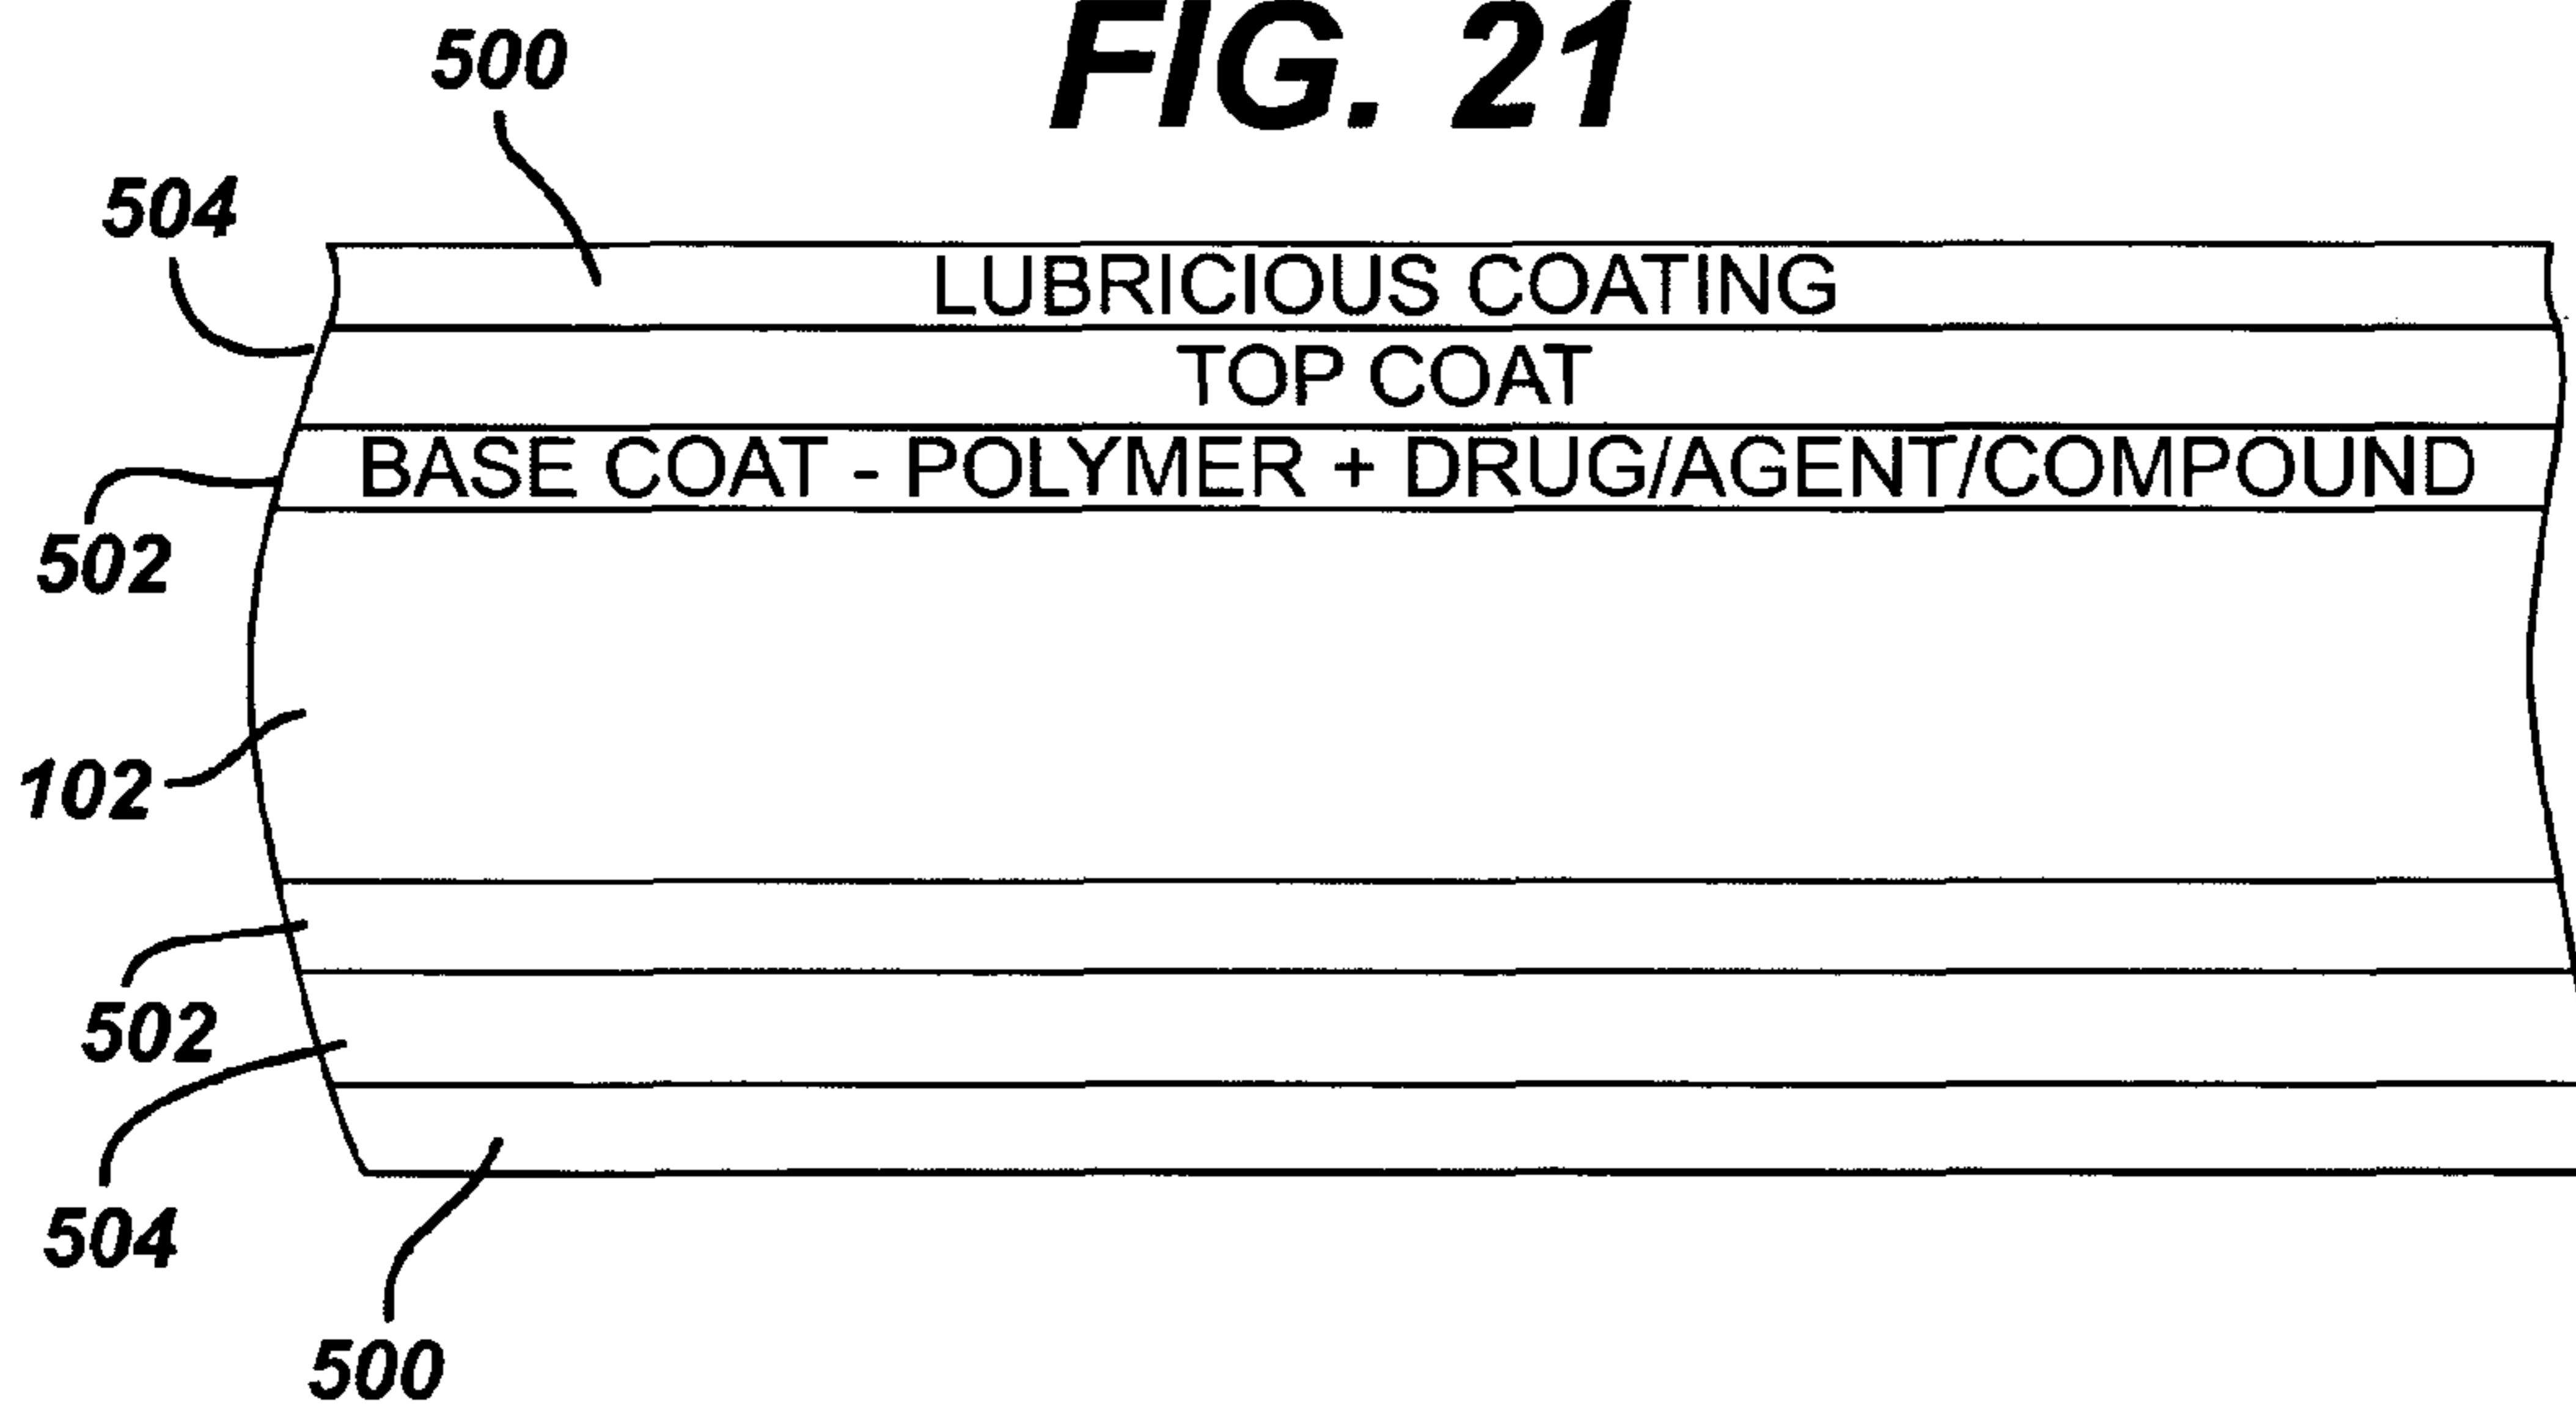 FIG. 21
500
504
LUBRICIOUS COATING
TOP COAT
BASE COAT - POLYMER + DRUG/AGENT/COMPOUND
502
102
502
504
500